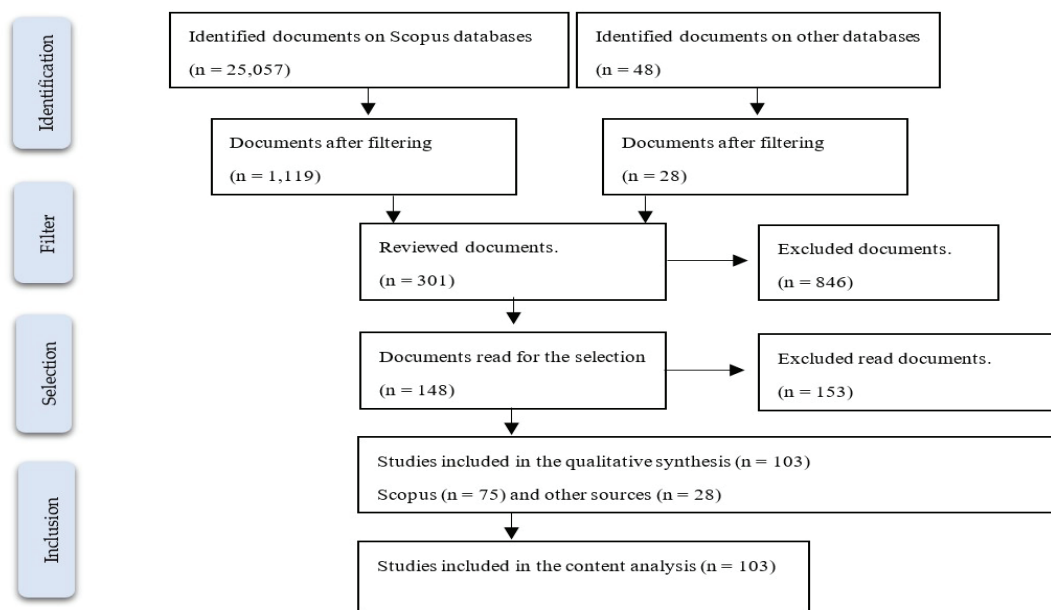 Identification
Identified documents on Scopus databases
(n = 25,057)
Identified documents on other databases
(n = 48)
Documents after filtering
(n = 1,119)
Documents after filtering
(n = 28)
Filter
Reviewed documents.
(n = 301)
Excluded documents.
(n = 846)
Selection
Documents read for the selection
(n = 148)
Excluded read documents.
(n = 153)
Inclusion
Studies included in the qualitative synthesis (n = 103)
Scopus (n = 75) and other sources (n = 28)
Studies included in the content analysis (n = 103)